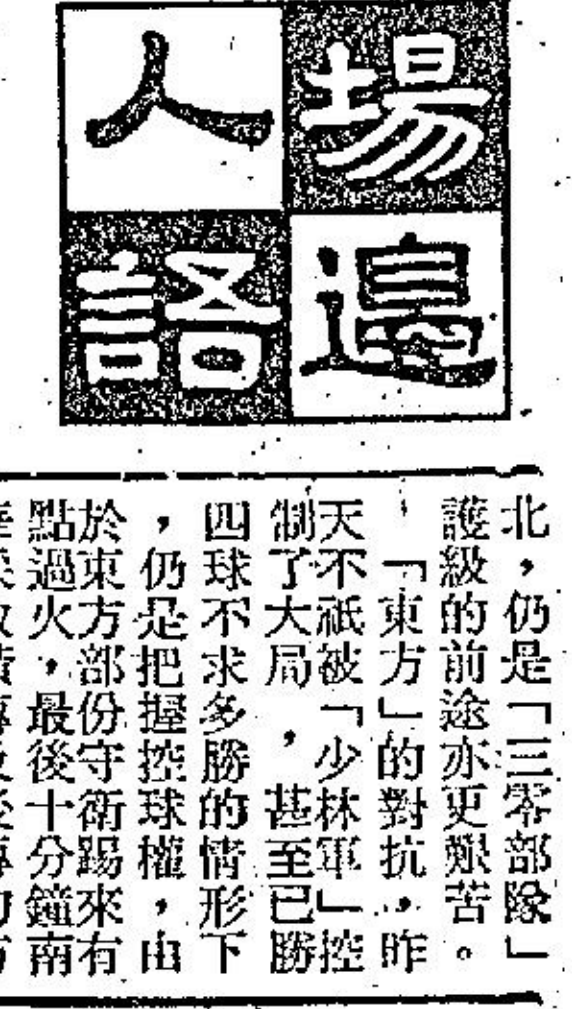 場邊人語
北，仍是「三零部隊」
護級的前途亦更艱苦。
「東方」的對抗，昨
天不祇被「少林軍」控
制了大局，甚至已勝
四球不求多勝的情形下
，仍是把握控球權，由
於東方部份守衛踢來有
點過火，最後十分鐘南